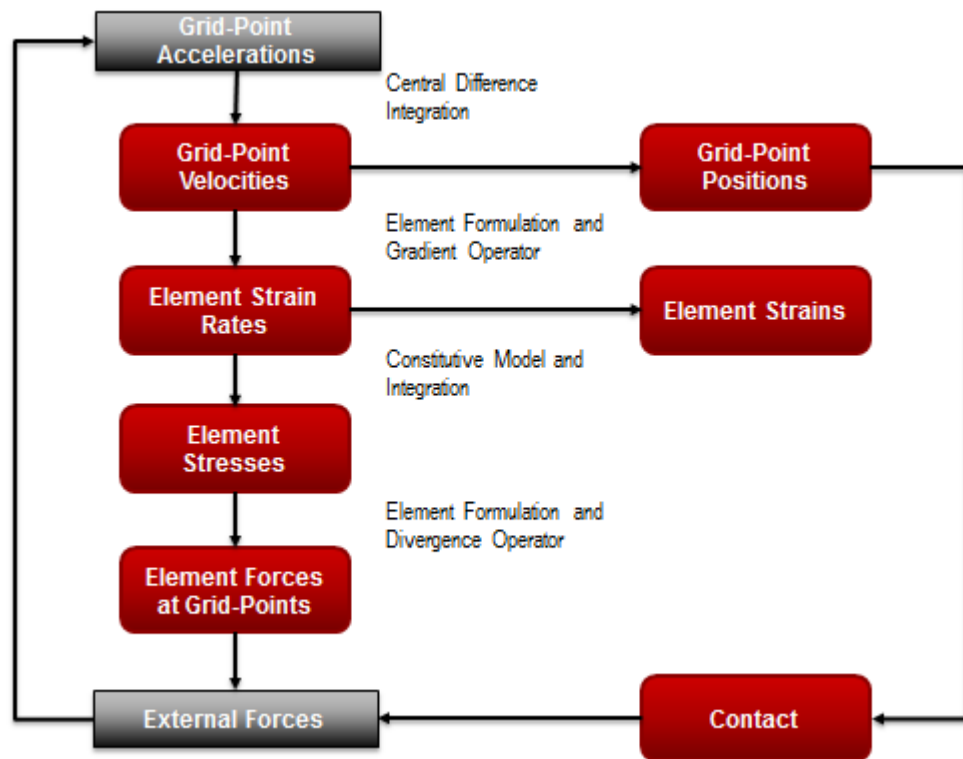 Grid-Point
Accelerations
Central Difference
Integration
Grid-Point
Velocities
Grid-Point
Positions
Element Formulation and
Gradient Operator
Element Strain
Rates
Element Strains
Constitutive Model and
Integration
Element
Stresses
Element Formulation and
Divergence Operator
Element Forces
at Grid-Points
External Forces
Contact